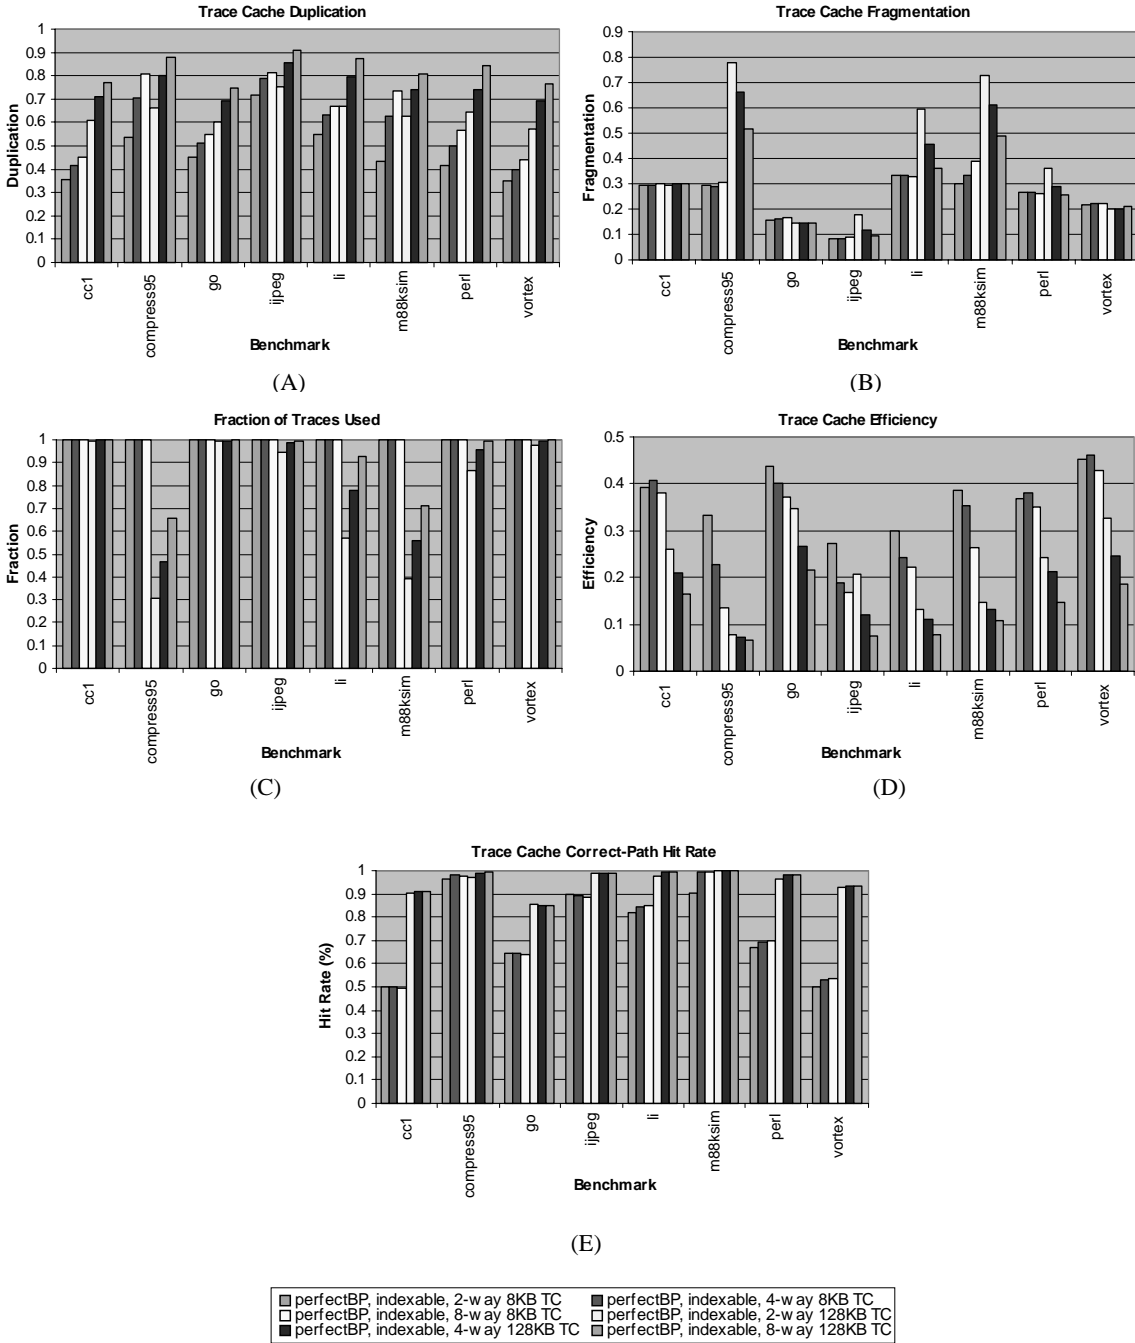 Trace Cache Duplication
1
0.9
0.8
0.7
0.6
0.5
0.4
0.3
0.2
0.1
0
Duplication
cc1
compress95
go
ijpeg
li
m88ksim
perl
vortex
Benchmark
(A)
Trace Cache Fragmentation
0.9
0.8
0.7
0.6
0.5
0.4
0.3
0.2
0.1
0
Fragmentation
cc1
compress95
go
ijpeg
li
m88ksim
perl
vortex
Benchmark
(B)
Fraction of Traces Used
1
0.9
0.8
0.7
0.6
0.5
0.4
0.3
0.2
0.1
0
Fraction
cc1
compress95
go
ijpeg
li
m88ksim
perl
vortex
Benchmark
(C)
Trace Cache Efficiency
0.5
0.4
0.3
0.2
0.1
0
Efficiency
cc1
compress95
go
ijpeg
li
m88ksim
perl
vortex
Benchmark
(D)
Trace Cache Correct-Path Hit Rate
1
0.9
0.8
0.7
0.6
0.5
0.4
0.3
0.2
0.1
0
Hit Rate (%)
cc1
compress95
go
ijpeg
li
m88ksim
perl
vortex
Benchmark
(E)
perfectBP, indexable, 2-way 8KB TC
perfectBP, indexable, 4-way 8KB TC
perfectBP, indexable, 8-way 8KB TC
perfectBP, indexable, 2-way 128KB TC
perfectBP, indexable, 4-way 128KB TC
perfectBP, indexable, 8-way 128KB TC